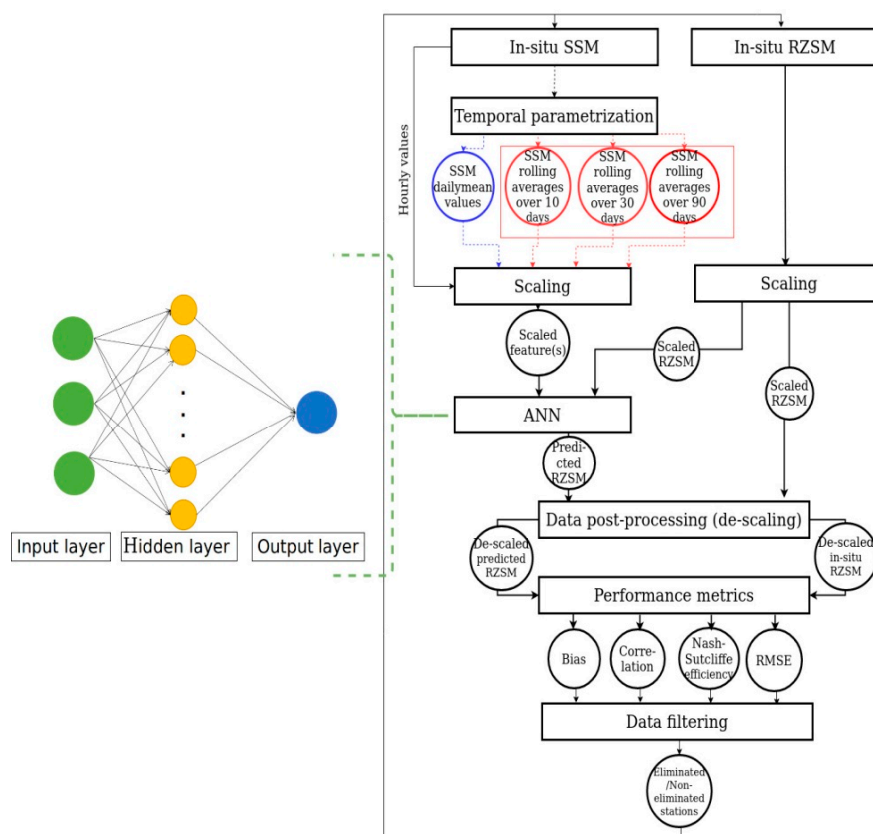 In-situ SSM
In-situ RZSM
Hourly values
Temporal parametrization
SSM
dailymean
values
SSM
rolling
averages
over 10
days
SSM
rolling
averages
over 30
days
SSM
rolling
averages
over 90
days
Scaling
Scaling
Scaled
feature(s)
Scaled
RZSM
Scaled
RZSM
ANN
Predi-
cted
RZSM
Input layer
Hidden layer
Output layer
Data post-processing (de-scaling)
De-scaled
predicted
RZSM
De-scaled
in-situ
RZSM
Performance metrics
Bias
Corre-
lation
Nash-
Sutcliffe
efficiency
RMSE
Data filtering
Eliminated
/Non-
eliminated
stations